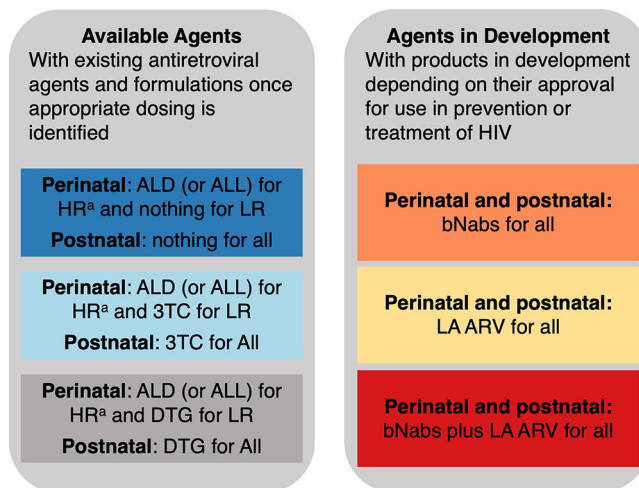 Available Agents
With existing antiretroviral
agents and formulations once
appropriate dosing is
identified
Perinatal: ALD (or ALL) for
HRᵃ and nothing for LR
Postnatal: nothing for all
Perinatal: ALD (or ALL) for
HRᵃ and 3TC for LR
Postnatal: 3TC for All
Perinatal: ALD (or ALL) for
HRᵃ and DTG for LR
Postnatal: DTG for All
Agents in Development
With products in development
depending on their approval
for use in prevention or
treatment of HIV
Perinatal and postnatal:
bNabs for all
Perinatal and postnatal:
LA ARV for all
Perinatal and postnatal:
bNabs plus LA ARV for all